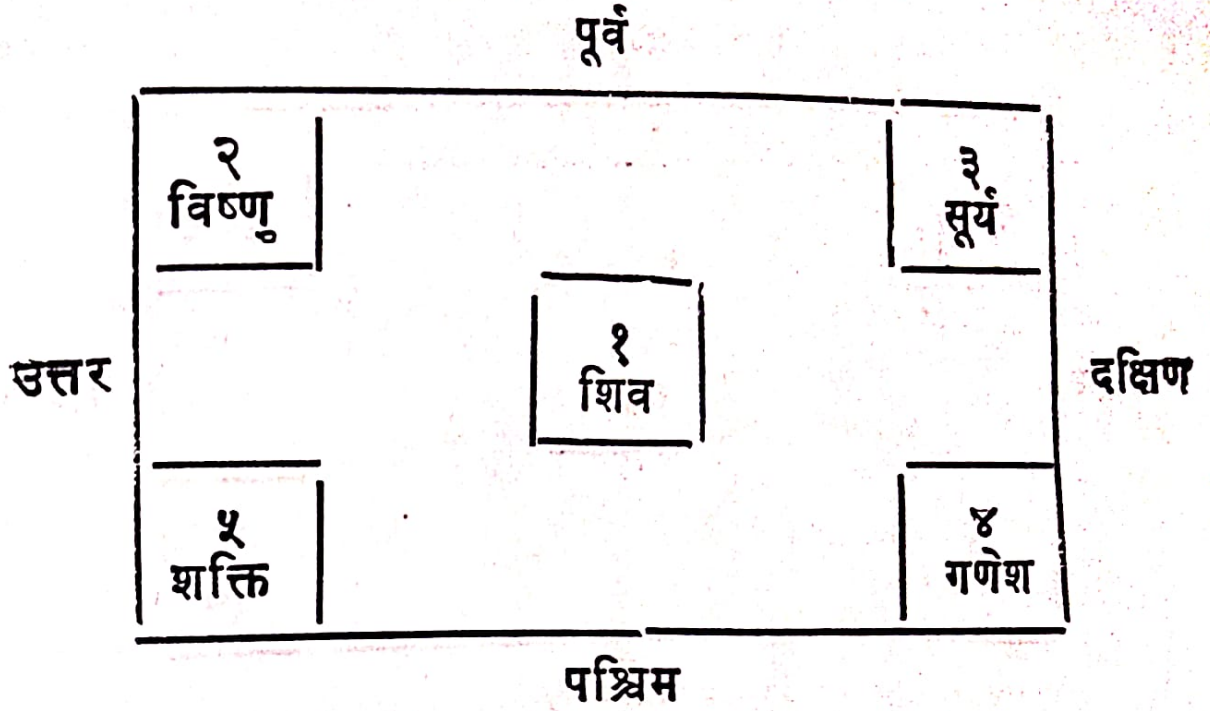 पूर्व
२
विष्णु
३
सूर्य
१
शिव
उत्तर
दक्षिण
५
शक्ति
४
गणेश
पश्चिम